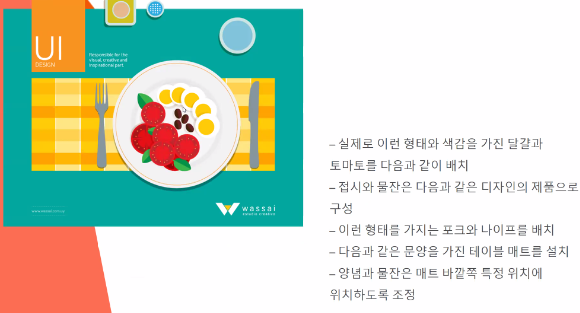 UI
DESIGN
Responsible for the
visual, creative and
inspirational part.
wassai
– 실제로 이런 형태와 색감을 가진 달걀과
토마토를 다음과 같이 배치
– 접시와 물잔은 다음과 같은 디자인의 제품으로
구성
– 이런 형태를 가지는 포크와 나이프를 배치
– 다음과 같은 문양을 가진 테이블 매트를 설치
– 양념과 물잔은 매트 바깥쪽 특정 위치에
위치하도록 조정